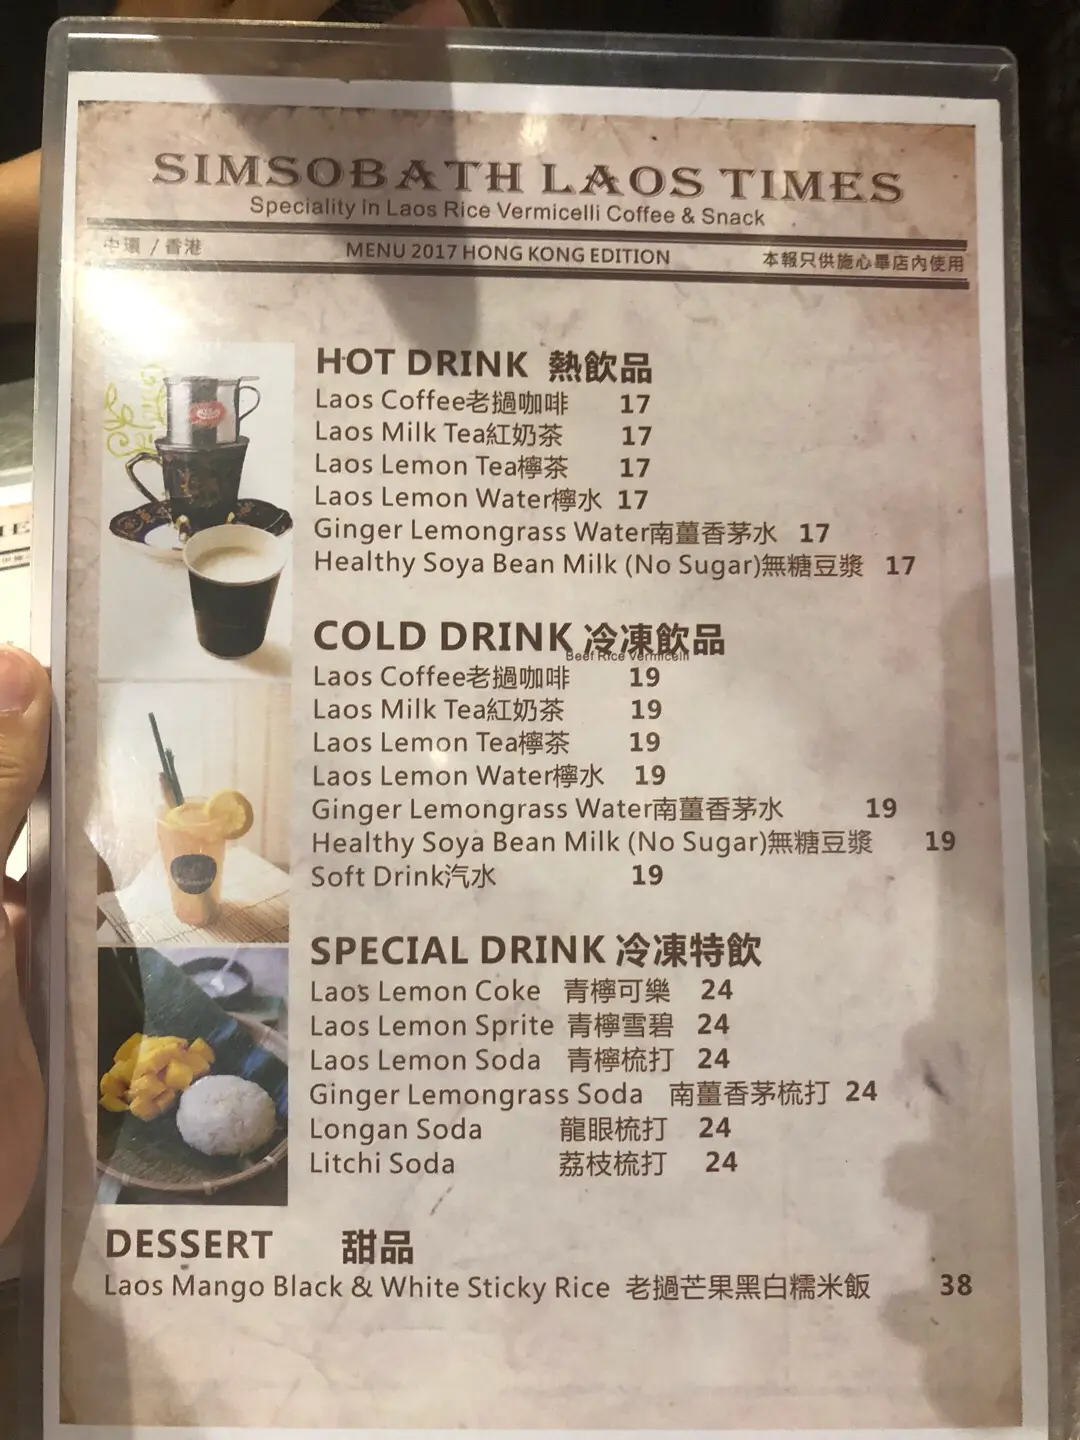 SIMSOBATH LAOS TIMES
Speciality in Laos Rice Vermicelli Coffee & Snack
中環 / 香港 MENU 2017 HONG KONG EDITION 本報只供施心畢店內使用
HOT DRINK 熱飲品
Laos Coffee老撾咖啡 17
Laos Milk Tea紅奶茶 17
Laos Lemon Tea檸茶 17
Laos Lemon Water檸水 17
Ginger Lemongrass Water南薑香茅水 17
Healthy Soya Bean Milk (No Sugar)無糖豆漿 17
COLD DRINK 冷凍飲品
Beef Rice Vermicelli
Laos Coffee老撾咖啡 19
Laos Milk Tea紅奶茶 19
Laos Lemon Tea檸茶 19
Laos Lemon Water檸水 19
Ginger Lemongrass Water南薑香茅水 19
Healthy Soya Bean Milk (No Sugar)無糖豆漿 19
Soft Drink汽水 19
SPECIAL DRINK 冷凍特飲
Laos Lemon Coke 青檸可樂 24
Laos Lemon Sprite 青檸雪碧 24
Laos Lemon Soda 青檸梳打 24
Ginger Lemongrass Soda 南薑香茅梳打 24
Longan Soda 龍眼梳打 24
Litchi Soda 荔枝梳打 24
DESSERT 甜品
Laos Mango Black & White Sticky Rice 老撾芒果黑白糯米飯 38